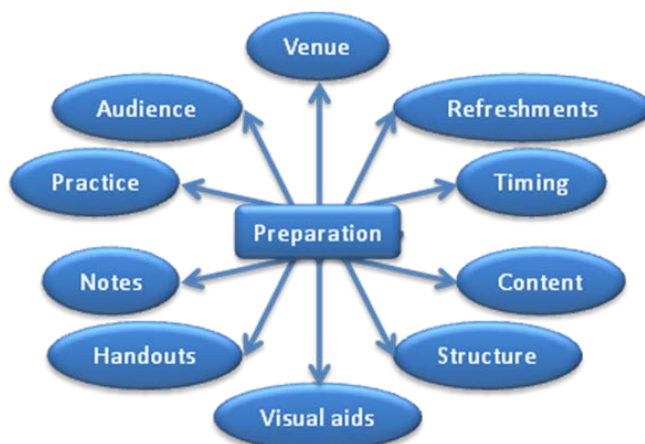 Venue
Audience
Refreshments
Practice
Timing
Preparation
Notes
Content
Handouts
Structure
Visual aids